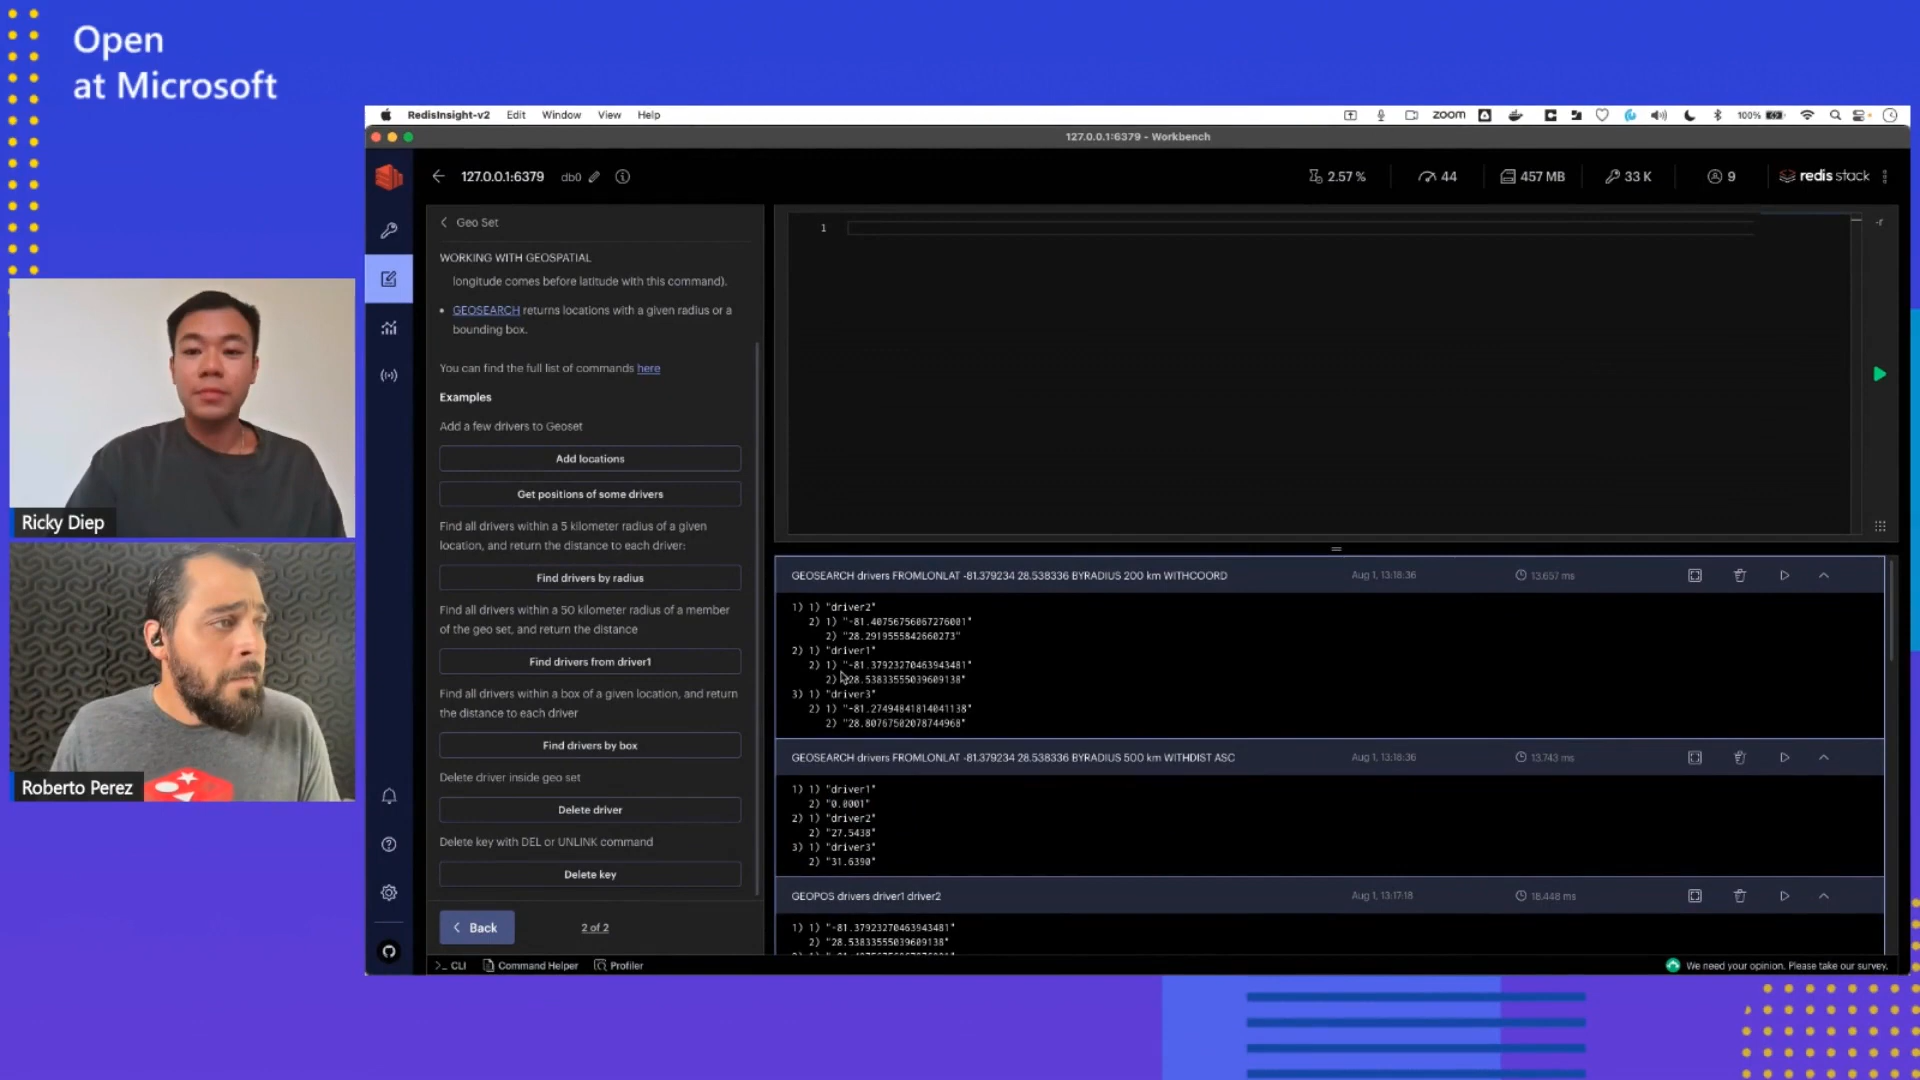 Open
at Microsoft
RedisInsight-v2 Edit Window View Help
zoom
100%
127.0.0.1:6379 - Workbench
127.0.0.1:6379 db0
2.57 %
44
457 MB
33 K
9
redis stack
Geo Set
WORKING WITH GEOSPATIAL
longitude comes before latitude with this command).
• GEOSEARCH returns locations with a given radius or a
bounding box.
You can find the full list of commands here
Examples
Add a few drivers to Geoset
Add locations
Get positions of some drivers
Find all drivers within a 5 kilometer radius of a given
location, and return the distance to each driver:
Find drivers by radius
Find all drivers within a 50 kilometer radius of a member
of the geo set, and return the distance
Find drivers from driver1
Find all drivers within a box of a given location, and return
the distance to each driver
Find drivers by box
Delete driver inside geo set
Delete driver
Delete key with DEL or UNLINK command
Delete key
Back
2 of 2
1
GEOSEARCH drivers FROMLONLAT -81.379234 28.538336 BYRADIUS 200 km WITHCOORD Aug 1, 13:18:36 13.657 ms
1) 1) "driver2"
2) 1) "-81.40756756067276001"
2) "28.2919555842660273"
2) 1) "driver1"
2) 1) "-81.37923270463943481"
2) "28.53833555039609138"
3) 1) "driver3"
2) 1) "-81.27494841814041138"
2) "28.80767502078744968"
GEOSEARCH drivers FROMLONLAT -81.379234 28.538336 BYRADIUS 500 km WITHDIST ASC Aug 1, 13:18:36 13.743 ms
1) 1) "driver1"
2) "0.0001"
2) 1) "driver2"
2) "27.5438"
3) 1) "driver3"
2) "31.6390"
GEOPOS drivers driver1 driver2 Aug 1, 13:17:18 18.448 ms
1) 1) "-81.37923270463943481"
2) "28.53833555039609138"
>_ CLI Command Helper Profiler
We need your opinion. Please take our survey.
Ricky Diep
Roberto Perez